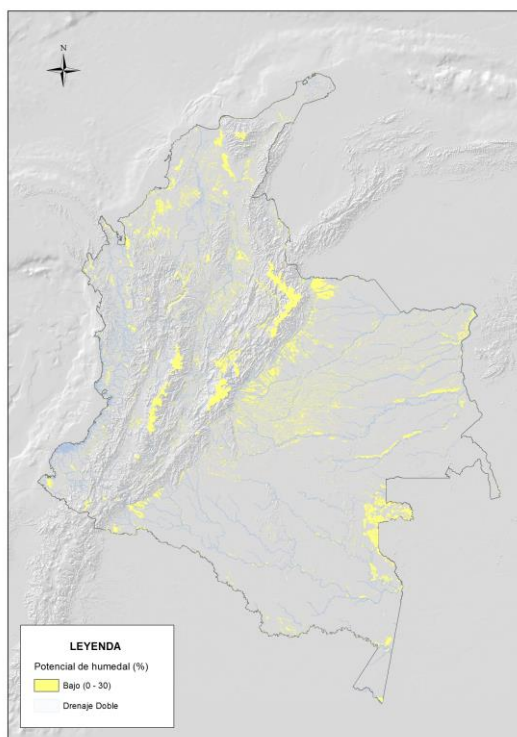 N
LEYENDA
Potencial de humedal (%)
Bajo (0 - 30)
Drenaje Doble